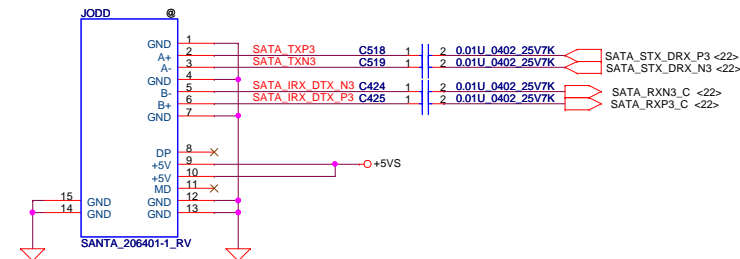 JODD @
GND 1
A+ 2 SATA_TXP3 C518 1 2 0.01U_0402_25V7K SATA_STX_DRX_P3 <22>
A- 3 SATA_TXN3 C519 1 2 0.01U_0402_25V7K SATA_STX_DRX_N3 <22>
GND 4
B- 5 SATA_IRX_DTX_N3 C424 1 2 0.01U_0402_25V7K SATA_RXN3_C <22>
B+ 6 SATA_IRX_DTX_P3 C425 1 2 0.01U_0402_25V7K SATA_RXP3_C <22>
GND 7
DP 8
+5V 9 +5VS
+5V 10
MD 11
15 GND GND 12
14 GND GND 13
SANTA_206401-1_RV